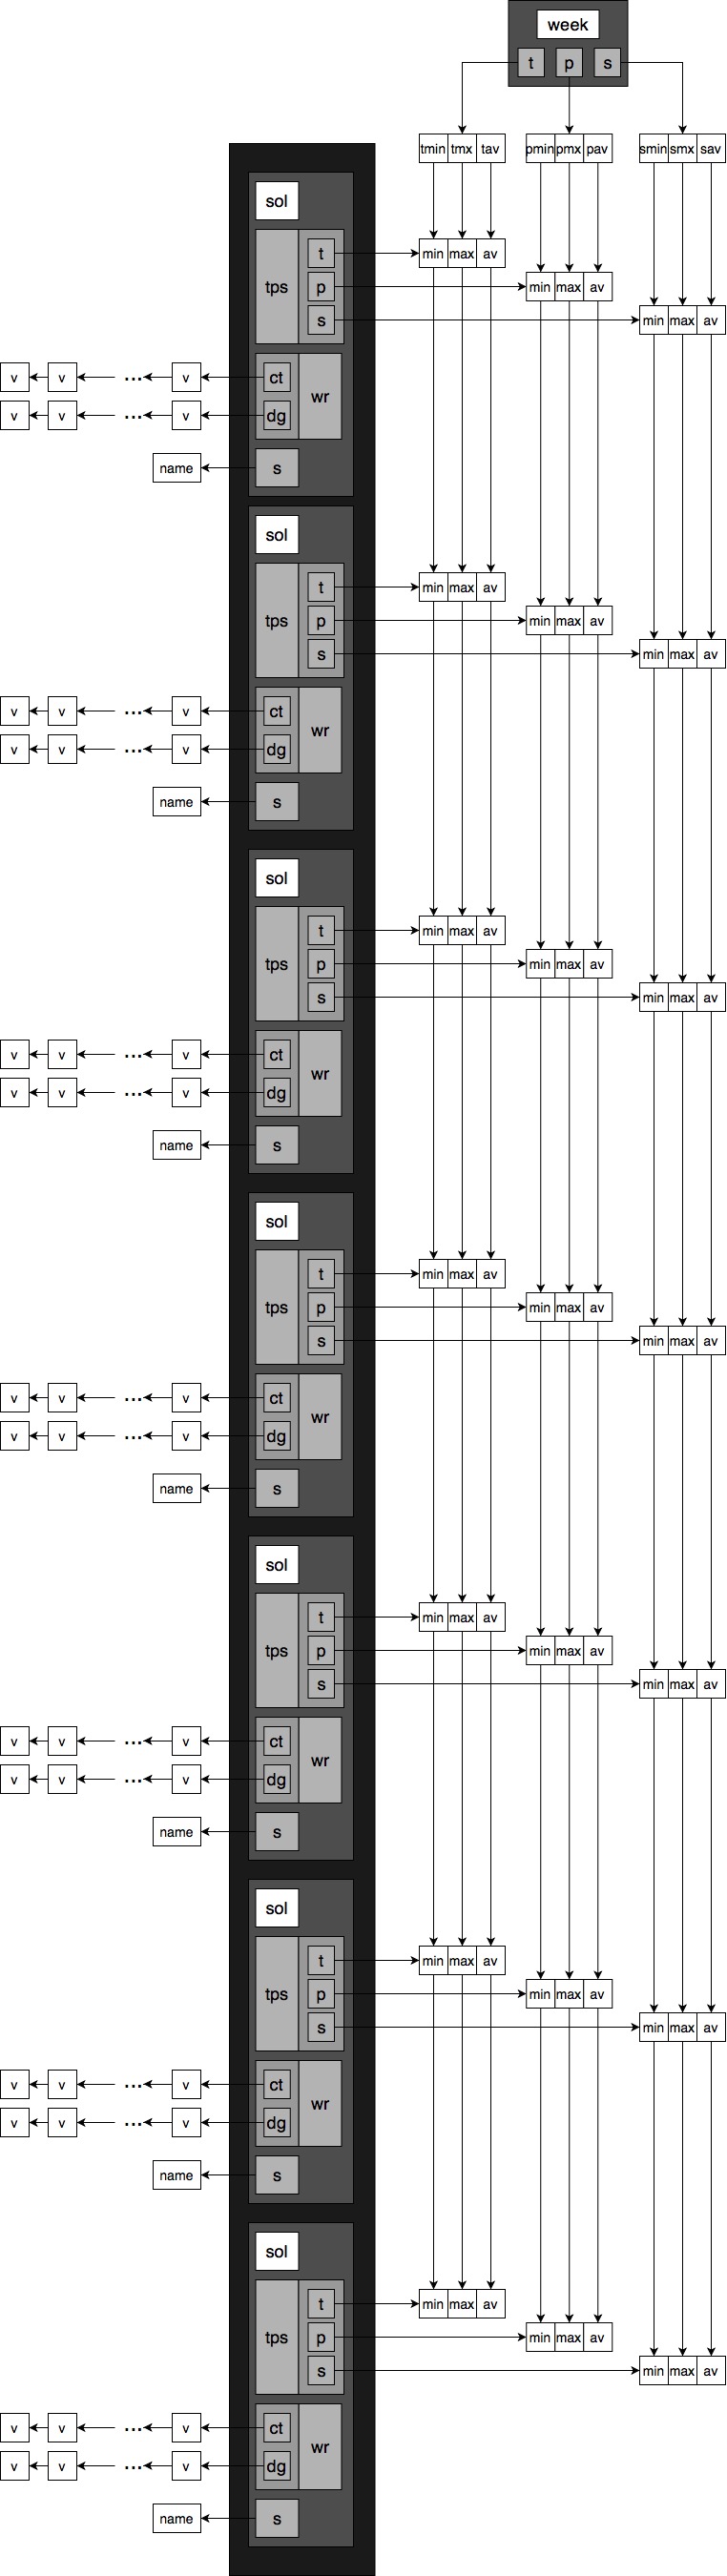 week
t p s
tmin tmx tav pmin pmx pav smin smx sav
sol
t min max av
tps p min max av
s min max av
v v ... v ct
wr
v v ... v dg
name s
sol
t min max av
tps p min max av
s min max av
v v ... v ct
wr
v v ... v dg
name s
sol
t min max av
tps p min max av
s min max av
v v ... v ct
wr
v v ... v dg
name s
sol
t min max av
tps p min max av
s min max av
v v ... v ct
wr
v v ... v dg
name s
sol
t min max av
tps p min max av
s min max av
v v ... v ct
wr
v v ... v dg
name s
sol
t min max av
tps p min max av
s min max av
v v ... v ct
wr
v v ... v dg
name s
sol
t min max av
tps p min max av
s min max av
v v ... v ct
wr
v v ... v dg
name s